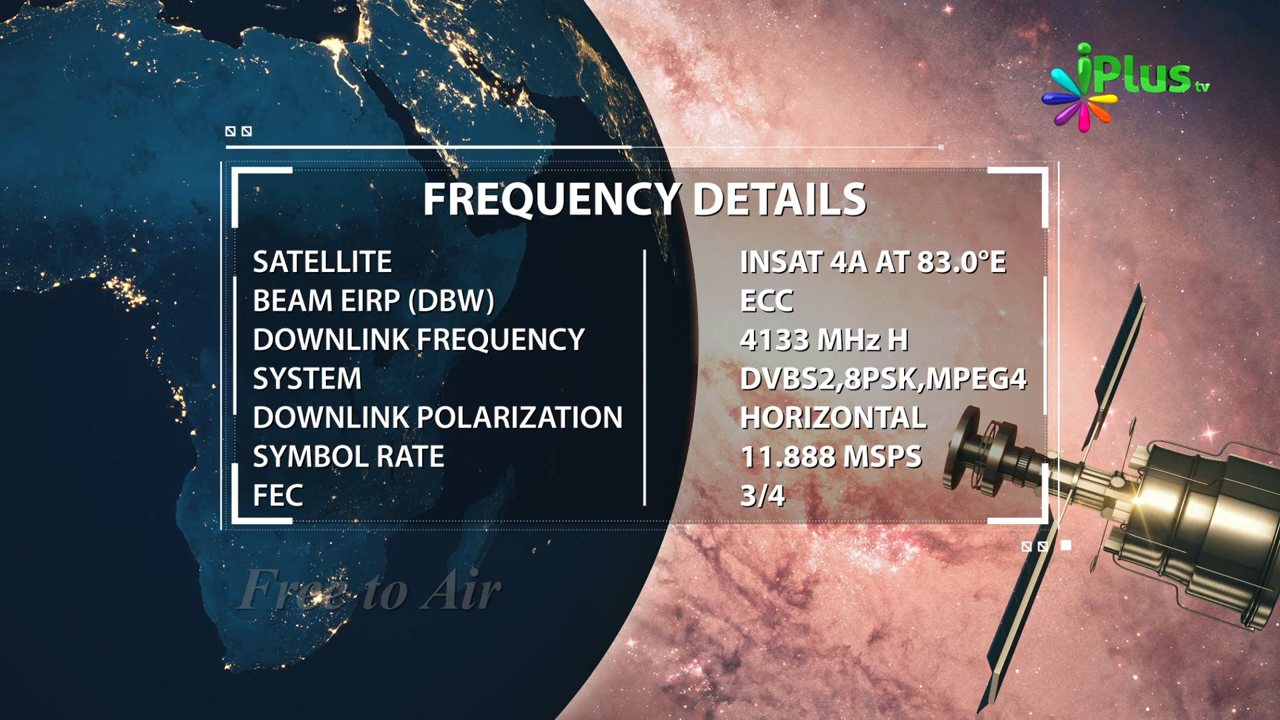 iPlus tv
FREQUENCY DETAILS
SATELLITE INSAT 4A AT 83.0°E
BEAM EIRP (DBW) ECC
DOWNLINK FREQUENCY 4133 MHz H
SYSTEM DVBS2,8PSK,MPEG4
DOWNLINK POLARIZATION HORIZONTAL
SYMBOL RATE 11.888 MSPS
FEC 3/4
Free to Air